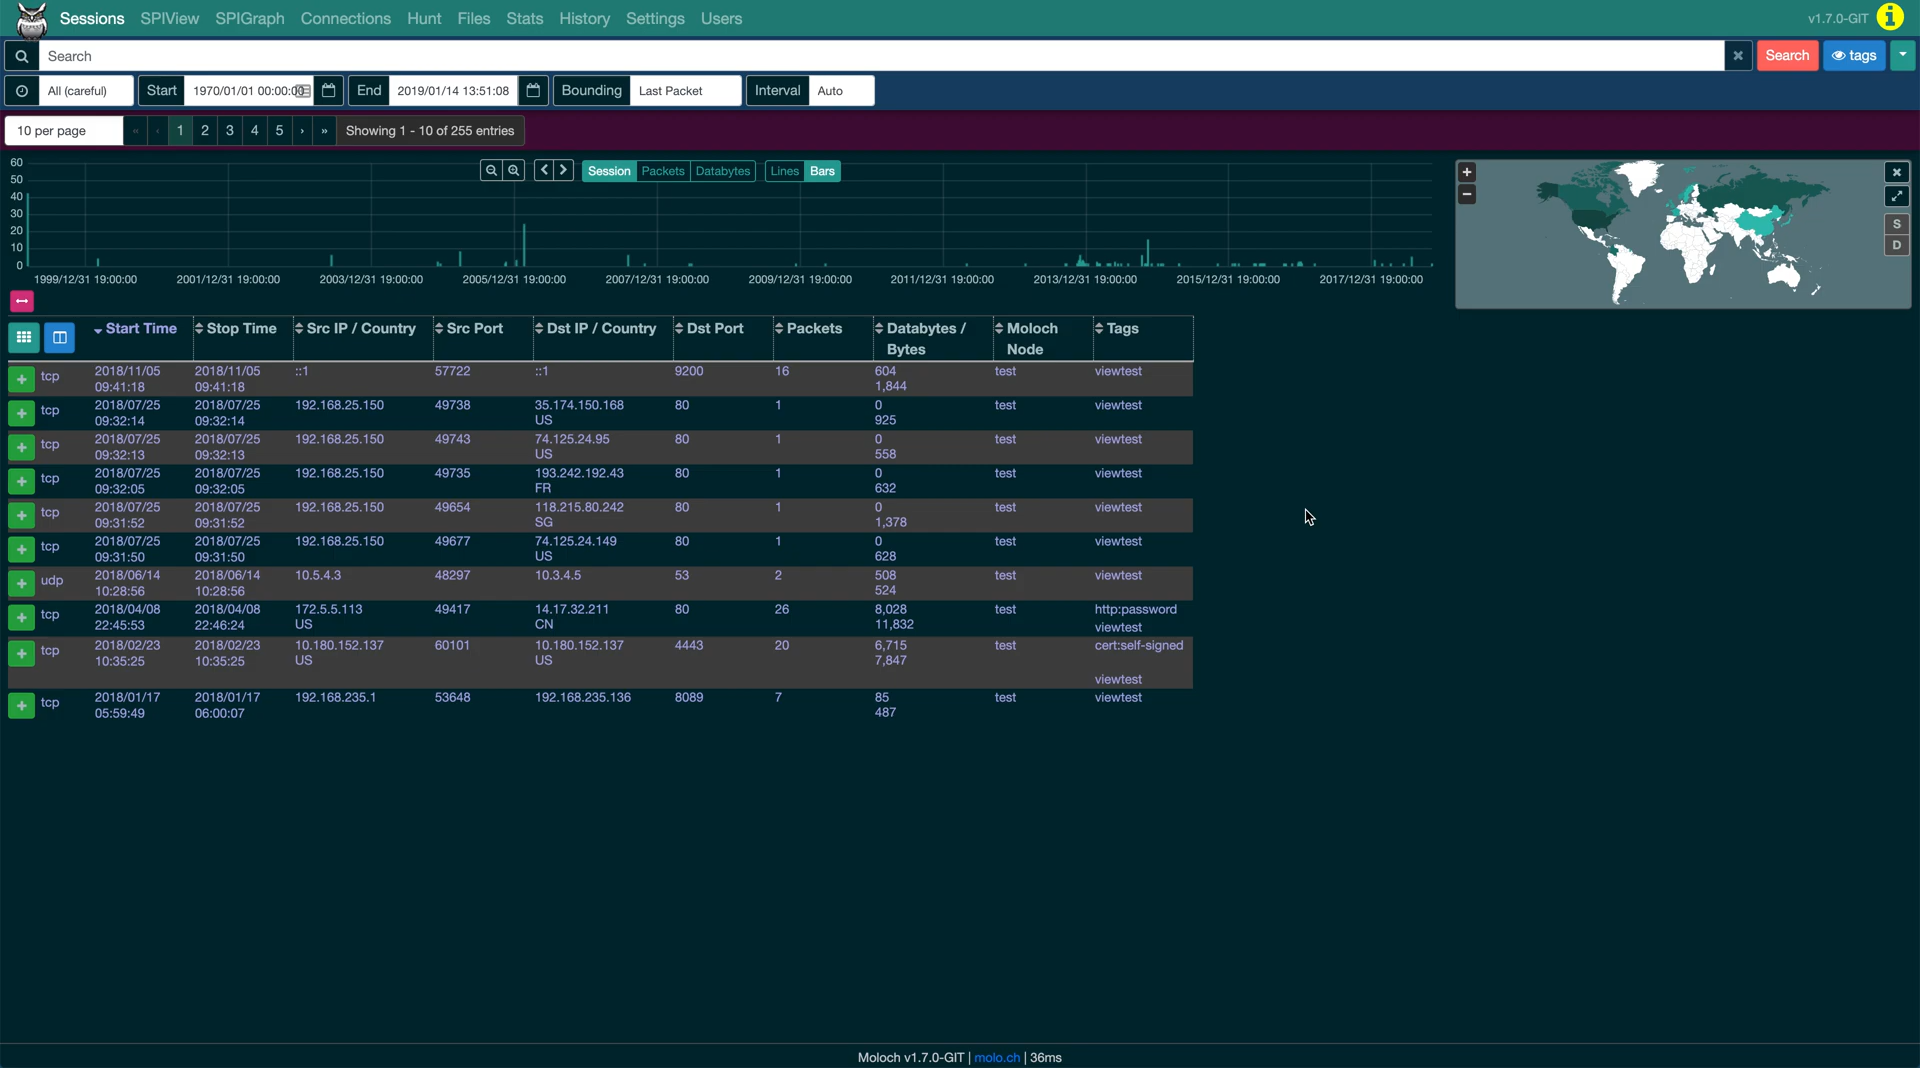 Sessions SPIView SPIGraph Connections Hunt Files Stats History Settings Users v1.7.0-GIT
Search Search tags
All (careful) Start 1970/01/01 00:00:00 End 2019/01/14 13:51:08 Bounding Last Packet Interval Auto
10 per page « ‹ 1 2 3 4 5 › » Showing 1 - 10 of 255 entries
Session Packets Databytes Lines Bars
60
50
40
30
20
10
0
1999/12/31 19:00:00 2001/12/31 19:00:00 2003/12/31 19:00:00 2005/12/31 19:00:00 2007/12/31 19:00:00 2009/12/31 19:00:00 2011/12/31 19:00:00 2013/12/31 19:00:00 2015/12/31 19:00:00 2017/12/31 19:00:00
+
−
S
D
Start Time Stop Time Src IP / Country Src Port Dst IP / Country Dst Port Packets Databytes / Moloch Tags
Bytes Node
tcp 2018/11/05 2018/11/05 ::1 57722 ::1 9200 16 604 test viewtest
09:41:18 09:41:18 1,844
tcp 2018/07/25 2018/07/25 192.168.25.150 49738 35.174.150.168 80 1 0 test viewtest
09:32:14 09:32:14 US 925
tcp 2018/07/25 2018/07/25 192.168.25.150 49743 74.125.24.95 80 1 0 test viewtest
09:32:13 09:32:13 US 558
tcp 2018/07/25 2018/07/25 192.168.25.150 49735 193.242.192.43 80 1 0 test viewtest
09:32:05 09:32:05 FR 632
tcp 2018/07/25 2018/07/25 192.168.25.150 49654 118.215.80.242 80 1 0 test viewtest
09:31:52 09:31:52 SG 1,378
tcp 2018/07/25 2018/07/25 192.168.25.150 49677 74.125.24.149 80 1 0 test viewtest
09:31:50 09:31:50 US 628
udp 2018/06/14 2018/06/14 10.5.4.3 48297 10.3.4.5 53 2 508 test viewtest
10:28:56 10:28:56 524
tcp 2018/04/08 2018/04/08 172.5.5.113 49417 14.17.32.211 80 26 8,028 test http:password
22:45:53 22:46:24 US CN 11,832 viewtest
tcp 2018/02/23 2018/02/23 10.180.152.137 60101 10.180.152.137 4443 20 6,715 test cert:self-signed
10:35:25 10:35:25 US US 7,847
viewtest
tcp 2018/01/17 2018/01/17 192.168.235.1 53648 192.168.235.136 8089 7 85 test viewtest
05:59:49 06:00:07 487
Moloch v1.7.0-GIT | molo.ch | 36ms